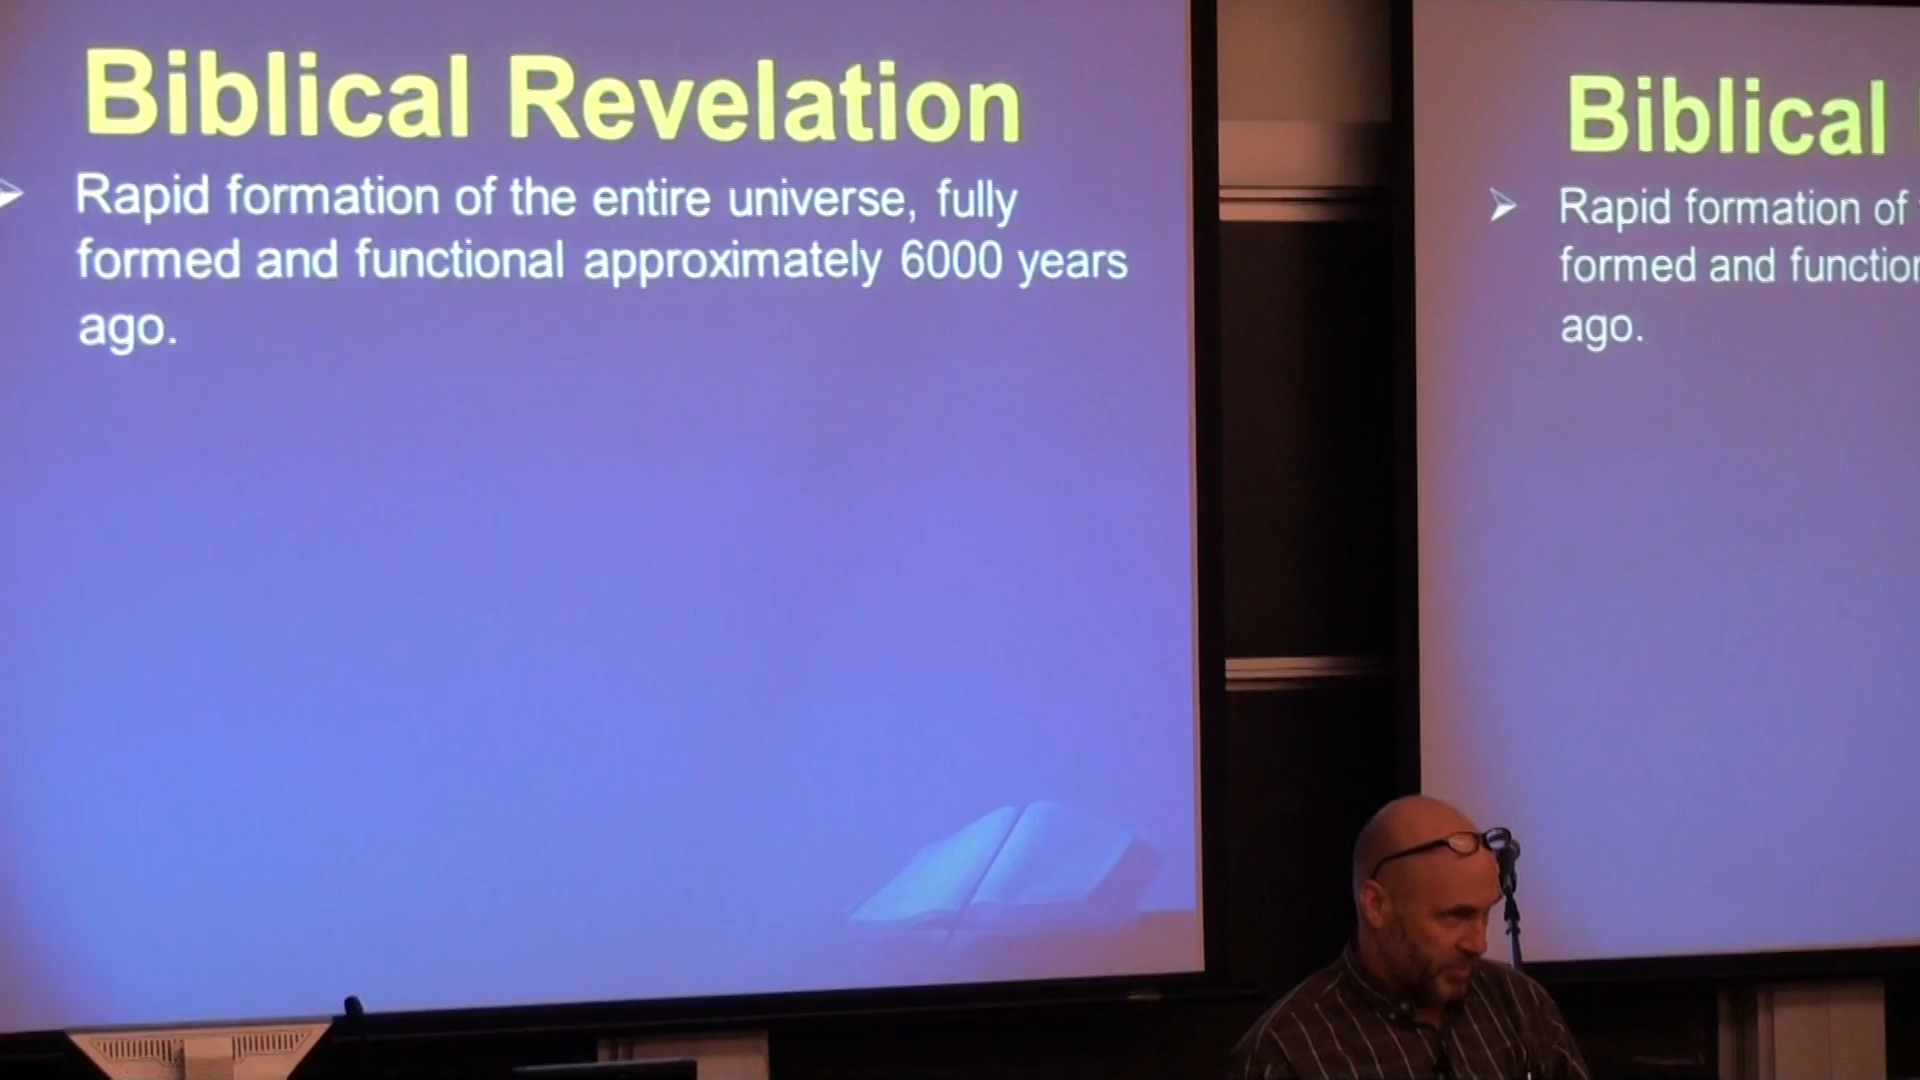 Biblical Revelation
Rapid formation of the entire universe, fully
formed and functional approximately 6000 years
ago.
Biblical
Rapid formation of
formed and function
ago.